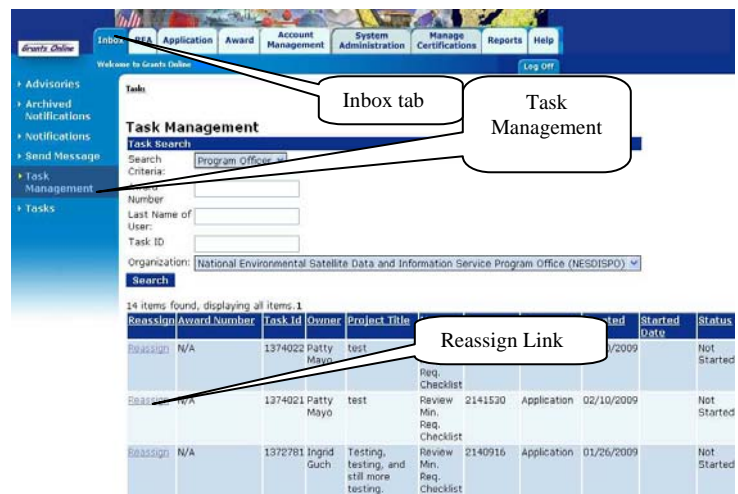 Grants Online
Inbox RFA Application Award Account Management System Administration Manage Certifications Reports Help
Welcome to Grants Online
Log Off
Advisories
Archived Notifications
Notifications
Send Message
Task Management
Tasks
Tasks
Inbox tab
Task Management
Task Management
Task Search
Search Criteria: Program Officer
Award Number
Last Name of User:
Task ID
Organization: National Environmental Satellite Data and Information Service Program Office (NESDISPO)
Search
14 items found, displaying all items.1
Reassign Award Number Task Id Owner Project Title Started Date Status
Reassign Link
Reassign N/A 1374022 Patty Mayo test Req. Checklist /2009 Not Started
Reassign N/A 1374021 Patty Mayo test Review Min. Req. Checklist 2141530 Application 02/10/2009 Not Started
Reassign N/A 1372781 Ingrid Guch Testing, testing, and still more testing. Review Min. Req. Checklist 2140916 Application 01/26/2009 Not Started